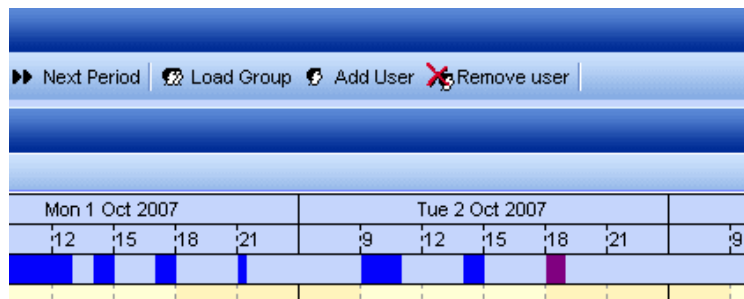 Next Period Load Group Add User Remove user
Mon 1 Oct 2007 Tue 2 Oct 2007
12 15 18 21 9 12 15 18 21 9